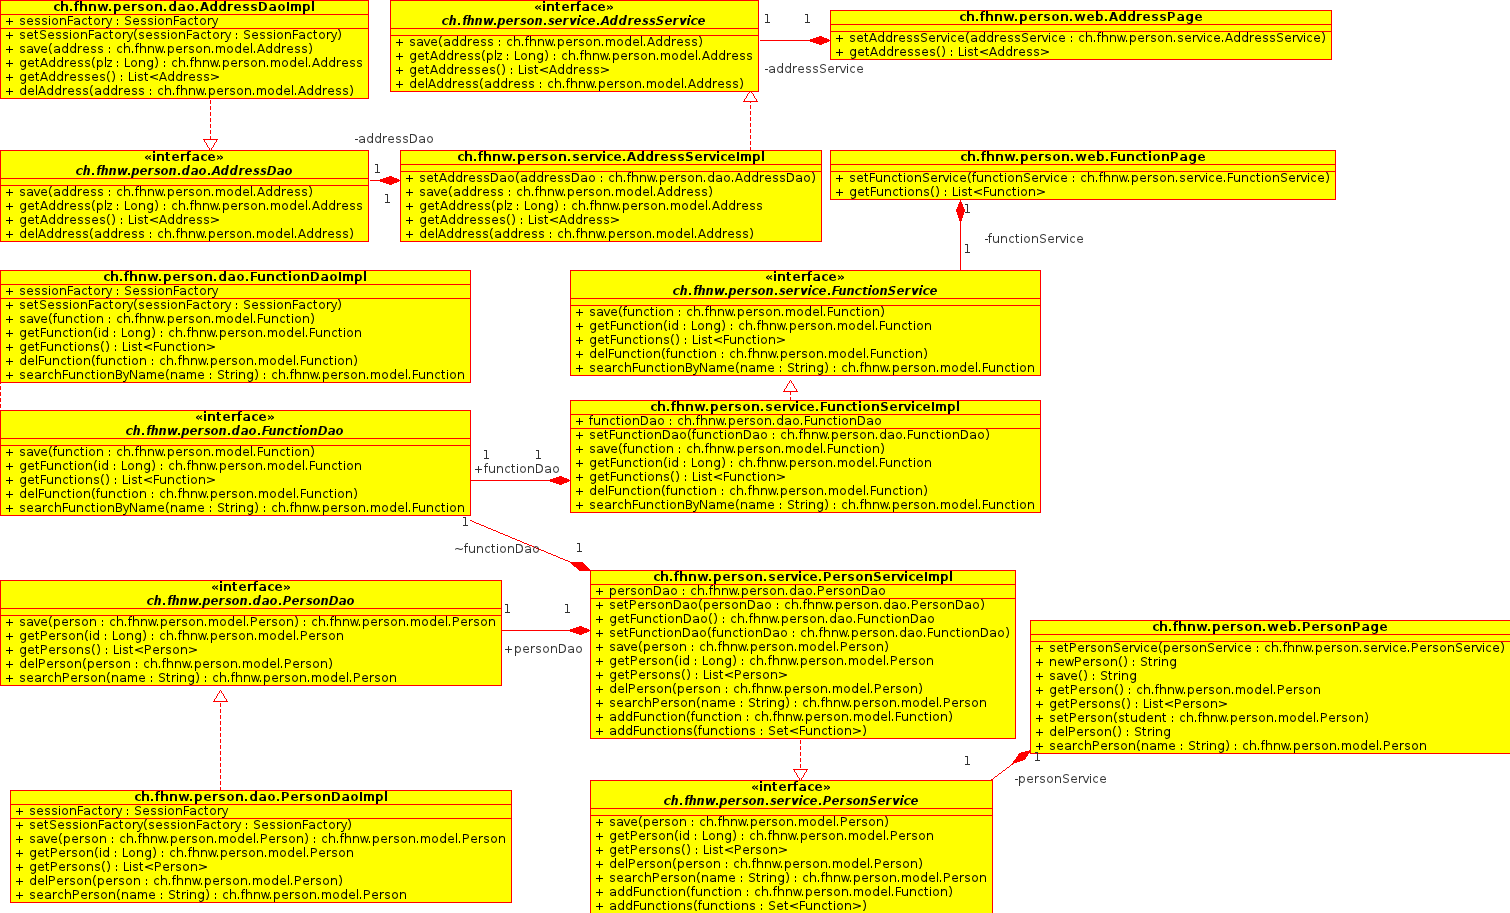 ch.fhnw.person.dao.AddressDaoImpl
+ sessionFactory : SessionFactory
+ setSessionFactory(sessionFactory : SessionFactory)
+ save(address : ch.fhnw.person.model.Address)
+ getAddress(plz : Long) : ch.fhnw.person.model.Address
+ getAddresses() : List<Address>
+ delAddress(address : ch.fhnw.person.model.Address)
«interface»
ch.fhnw.person.service.AddressService
+ save(address : ch.fhnw.person.model.Address)
+ getAddress(plz : Long) : ch.fhnw.person.model.Address
+ getAddresses() : List<Address>
+ delAddress(address : ch.fhnw.person.model.Address)
1
1
-addressService
ch.fhnw.person.web.AddressPage
+ setAddressService(addressService : ch.fhnw.person.service.AddressService)
+ getAddresses() : List<Address>
«interface»
ch.fhnw.person.dao.AddressDao
+ save(address : ch.fhnw.person.model.Address)
+ getAddress(plz : Long) : ch.fhnw.person.model.Address
+ getAddresses() : List<Address>
+ delAddress(address : ch.fhnw.person.model.Address)
-addressDao
1
1
ch.fhnw.person.service.AddressServiceImpl
+ setAddressDao(addressDao : ch.fhnw.person.dao.AddressDao)
+ save(address : ch.fhnw.person.model.Address)
+ getAddress(plz : Long) : ch.fhnw.person.model.Address
+ getAddresses() : List<Address>
+ delAddress(address : ch.fhnw.person.model.Address)
ch.fhnw.person.web.FunctionPage
+ setFunctionService(functionService : ch.fhnw.person.service.FunctionService)
+ getFunctions() : List<Function>
1
-functionService
1
ch.fhnw.person.dao.FunctionDaoImpl
+ sessionFactory : SessionFactory
+ setSessionFactory(sessionFactory : SessionFactory)
+ save(function : ch.fhnw.person.model.Function)
+ getFunction(id : Long) : ch.fhnw.person.model.Function
+ getFunctions() : List<Function>
+ delFunction(function : ch.fhnw.person.model.Function)
+ searchFunctionByName(name : String) : ch.fhnw.person.model.Function
«interface»
ch.fhnw.person.service.FunctionService
+ save(function : ch.fhnw.person.model.Function)
+ getFunction(id : Long) : ch.fhnw.person.model.Function
+ getFunctions() : List<Function>
+ delFunction(function : ch.fhnw.person.model.Function)
+ searchFunctionByName(name : String) : ch.fhnw.person.model.Function
«interface»
ch.fhnw.person.dao.FunctionDao
+ save(function : ch.fhnw.person.model.Function)
+ getFunction(id : Long) : ch.fhnw.person.model.Function
+ getFunctions() : List<Function>
+ delFunction(function : ch.fhnw.person.model.Function)
+ searchFunctionByName(name : String) : ch.fhnw.person.model.Function
1
1
+functionDao
ch.fhnw.person.service.FunctionServiceImpl
+ functionDao : ch.fhnw.person.dao.FunctionDao
+ setFunctionDao(functionDao : ch.fhnw.person.dao.FunctionDao)
+ save(function : ch.fhnw.person.model.Function)
+ getFunction(id : Long) : ch.fhnw.person.model.Function
+ getFunctions() : List<Function>
+ delFunction(function : ch.fhnw.person.model.Function)
+ searchFunctionByName(name : String) : ch.fhnw.person.model.Function
1
~functionDao
1
«interface»
ch.fhnw.person.dao.PersonDao
+ save(person : ch.fhnw.person.model.Person) : ch.fhnw.person.model.Person
+ getPerson(id : Long) : ch.fhnw.person.model.Person
+ getPersons() : List<Person>
+ delPerson(person : ch.fhnw.person.model.Person)
+ searchPerson(name : String) : ch.fhnw.person.model.Person
1
1
+personDao
ch.fhnw.person.service.PersonServiceImpl
+ personDao : ch.fhnw.person.dao.PersonDao
+ setPersonDao(personDao : ch.fhnw.person.dao.PersonDao)
+ getFunctionDao() : ch.fhnw.person.dao.FunctionDao
+ setFunctionDao(functionDao : ch.fhnw.person.dao.FunctionDao)
+ save(person : ch.fhnw.person.model.Person)
+ getPerson(id : Long) : ch.fhnw.person.model.Person
+ getPersons() : List<Person>
+ delPerson(person : ch.fhnw.person.model.Person)
+ searchPerson(name : String) : ch.fhnw.person.model.Person
+ addFunction(function : ch.fhnw.person.model.Function)
+ addFunctions(functions : Set<Function>)
ch.fhnw.person.web.PersonPage
+ setPersonService(personService : ch.fhnw.person.service.PersonService)
+ newPerson() : String
+ save() : String
+ getPerson() : ch.fhnw.person.model.Person
+ getPersons() : List<Person>
+ setPerson(student : ch.fhnw.person.model.Person)
+ delPerson() : String
+ searchPerson(name : String) : ch.fhnw.person.model.Person
1
1
-personService
ch.fhnw.person.dao.PersonDaoImpl
+ sessionFactory : SessionFactory
+ setSessionFactory(sessionFactory : SessionFactory)
+ save(person : ch.fhnw.person.model.Person) : ch.fhnw.person.model.Person
+ getPerson(id : Long) : ch.fhnw.person.model.Person
+ getPersons() : List<Person>
+ delPerson(person : ch.fhnw.person.model.Person)
+ searchPerson(name : String) : ch.fhnw.person.model.Person
«interface»
ch.fhnw.person.service.PersonService
+ save(person : ch.fhnw.person.model.Person)
+ getPerson(id : Long) : ch.fhnw.person.model.Person
+ getPersons() : List<Person>
+ delPerson(person : ch.fhnw.person.model.Person)
+ searchPerson(name : String) : ch.fhnw.person.model.Person
+ addFunction(function : ch.fhnw.person.model.Function)
+ addFunctions(functions : Set<Function>)